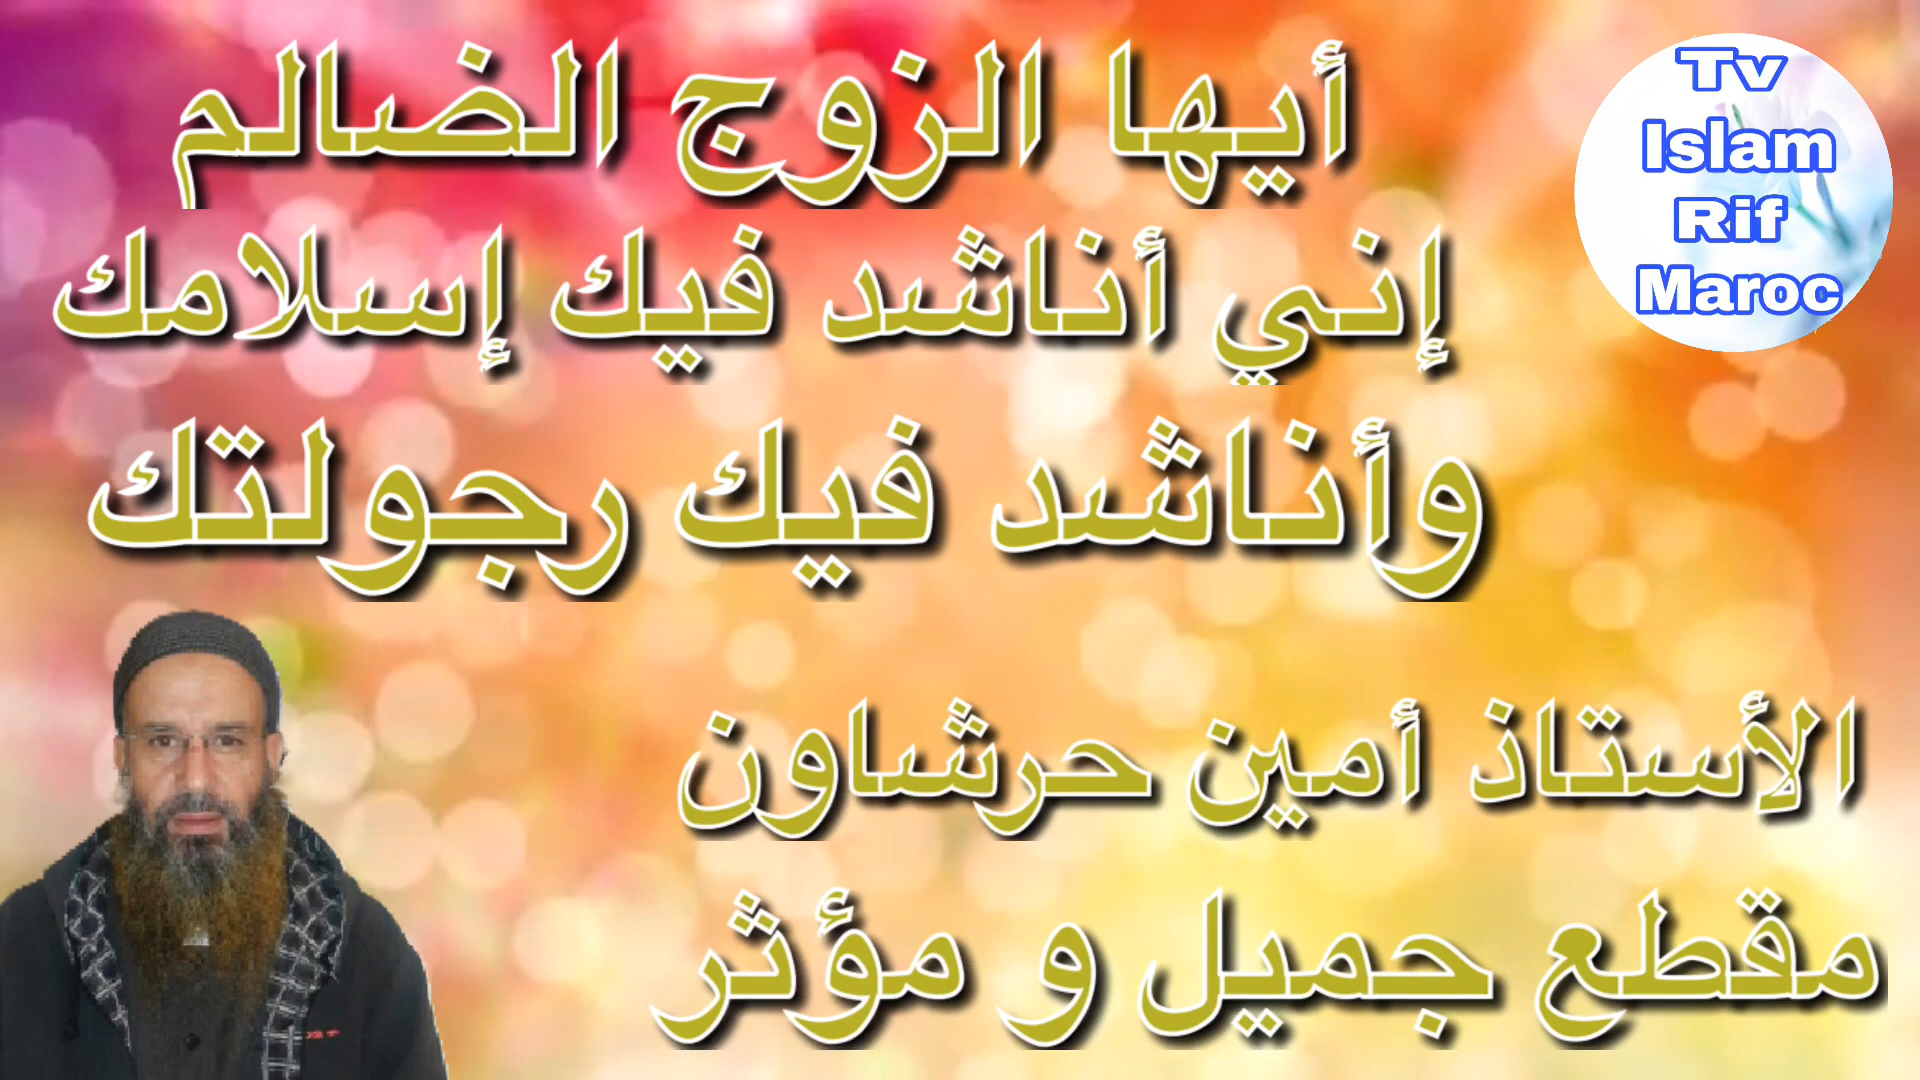 أيها الزوج الضالم
إني أناشد فيك إسلامك
وأناشد فيك رجولتك
الأستاذ أمين حرشاون
مقطع جميل و مؤثر
Tv
Islam
Rif
Maroc